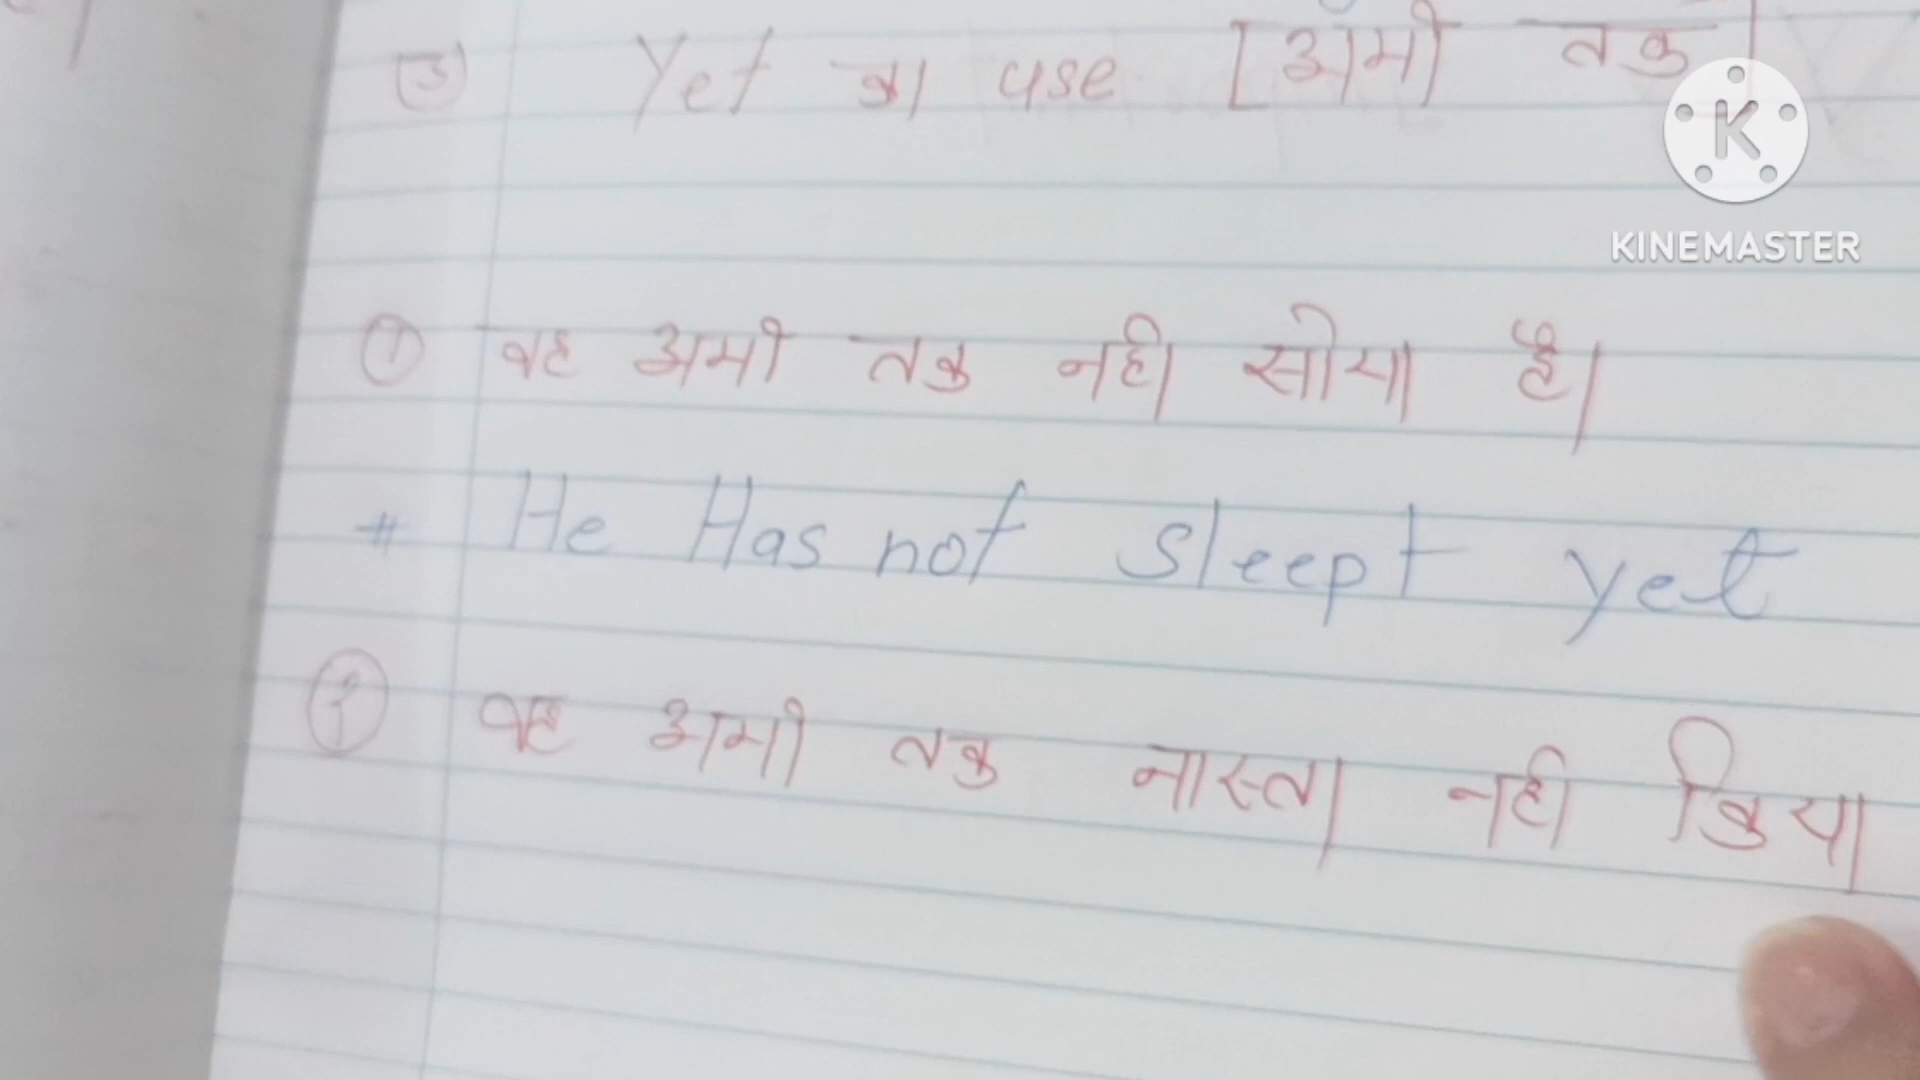 ③ Yet का use [अभी तक]
K
KINEMASTER
① वह अभी तक नही सोया है।
# He Has not Sleept yet
② वह अभी तक नास्ता नही किया